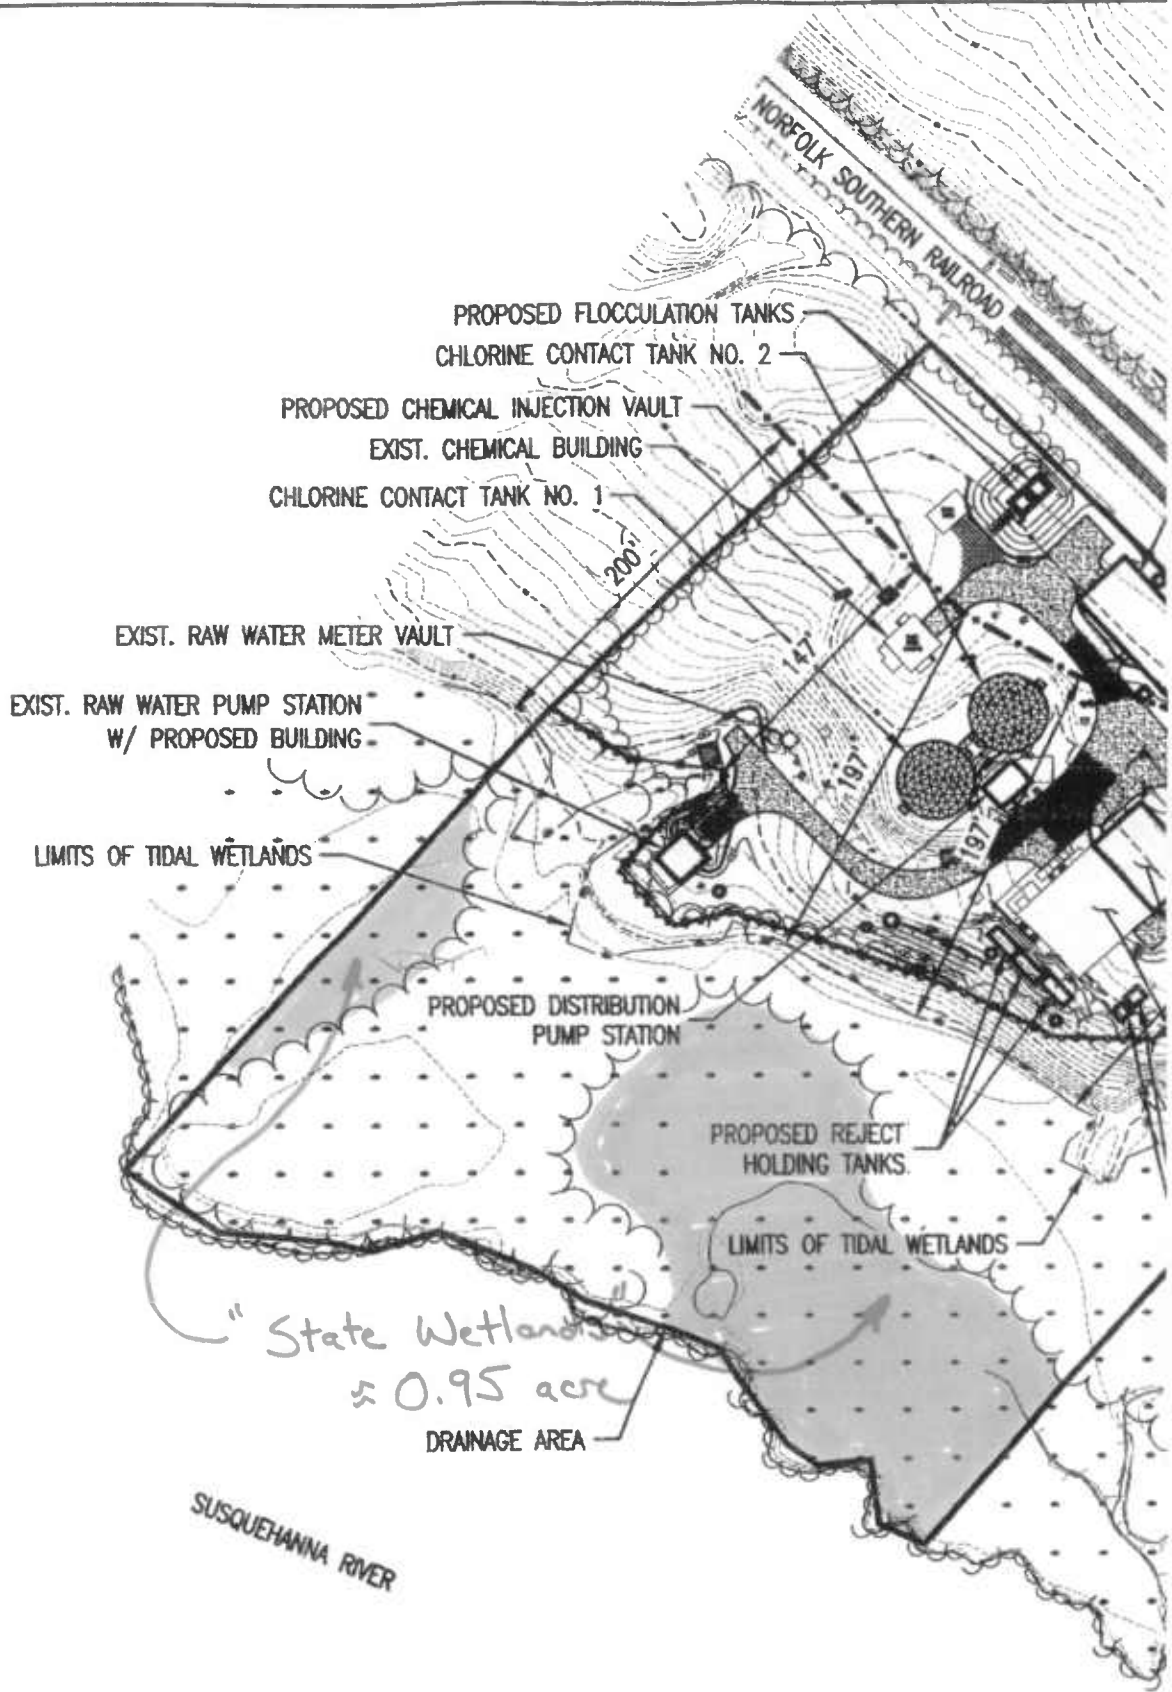 NORFOLK SOUTHERN RAILROAD
PROPOSED FLOCCULATION TANKS
CHLORINE CONTACT TANK NO. 2
PROPOSED CHEMICAL INJECTION VAULT
EXIST. CHEMICAL BUILDING
CHLORINE CONTACT TANK NO. 1
200'
EXIST. RAW WATER METER VAULT
147'
EXIST. RAW WATER PUMP STATION
W/ PROPOSED BUILDING
197'
197'
LIMITS OF TIDAL WETLANDS
PROPOSED DISTRIBUTION
PUMP STATION
PROPOSED REJECT
HOLDING TANKS
LIMITS OF TIDAL WETLANDS
"State Wetlands"
≈ 0.95 acre
DRAINAGE AREA
SUSQUEHANNA RIVER